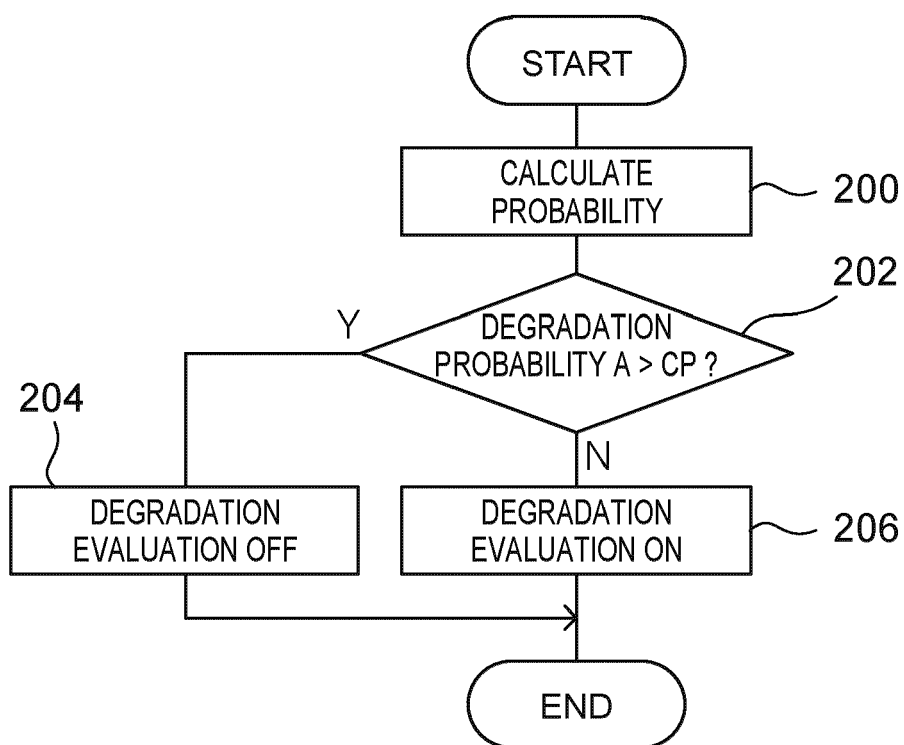 START
CALCULATE
PROBABILITY
200
202
DEGRADATION
PROBABILITY A > CP ?
Y
N
204
DEGRADATION
EVALUATION OFF
DEGRADATION
EVALUATION ON
206
END